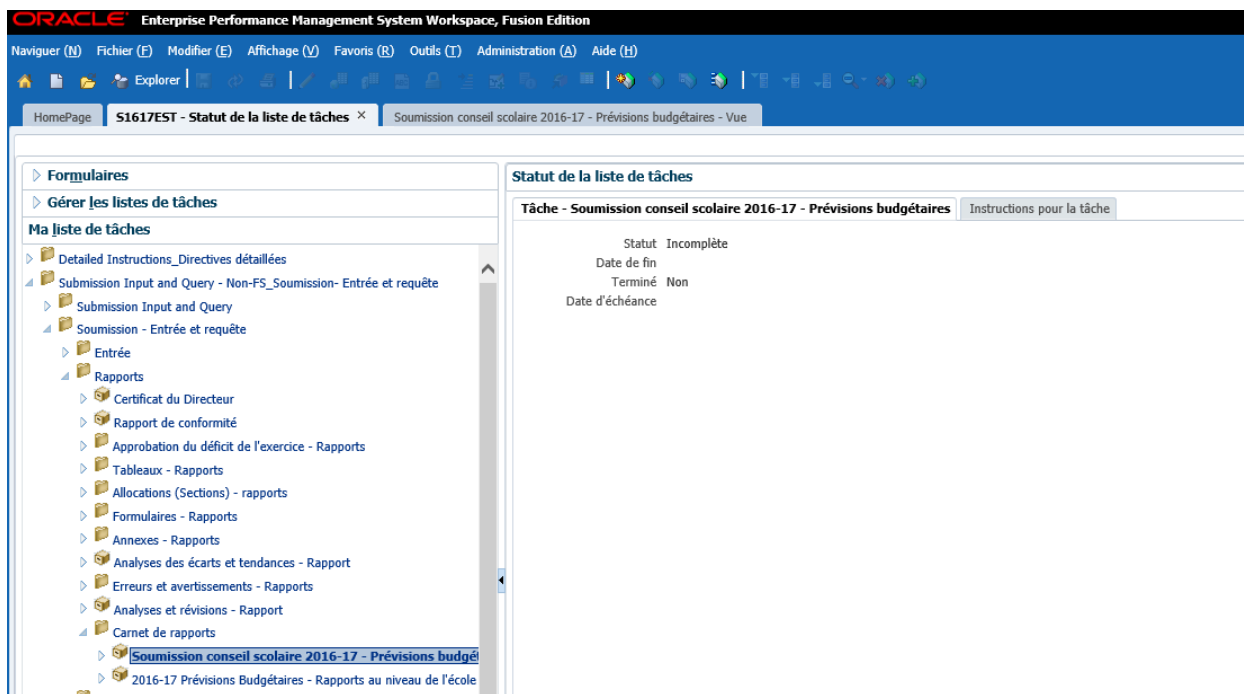 ORACLE Enterprise Performance Management System Workspace, Fusion Edition
Naviguer (N) Fichier (F) Modifier (E) Affichage (V) Favoris (R) Outils (T) Administration (A) Aide (H)
Explorer
HomePage S1617EST - Statut de la liste de tâches × Soumission conseil scolaire 2016-17 - Prévisions budgétaires - Vue
Formulaires
Gérer les listes de tâches
Ma liste de tâches
Detailed Instructions_Directives détaillées
Submission Input and Query - Non-FS_Soumission- Entrée et requête
Submission Input and Query
Soumission - Entrée et requête
Entrée
Rapports
Certificat du Directeur
Rapport de conformité
Approbation du déficit de l'exercice - Rapports
Tableaux - Rapports
Allocations (Sections) - rapports
Formulaires - Rapports
Annexes - Rapports
Analyses des écarts et tendances - Rapport
Erreurs et avertissements - Rapports
Analyses et révisions - Rapport
Carnet de rapports
Soumission conseil scolaire 2016-17 - Prévisions budgé
2016-17 Prévisions Budgétaires - Rapports au niveau de l'école
Statut de la liste de tâches
Tâche - Soumission conseil scolaire 2016-17 - Prévisions budgétaires Instructions pour la tâche
Statut Incomplète
Date de fin
Terminé Non
Date d'échéance